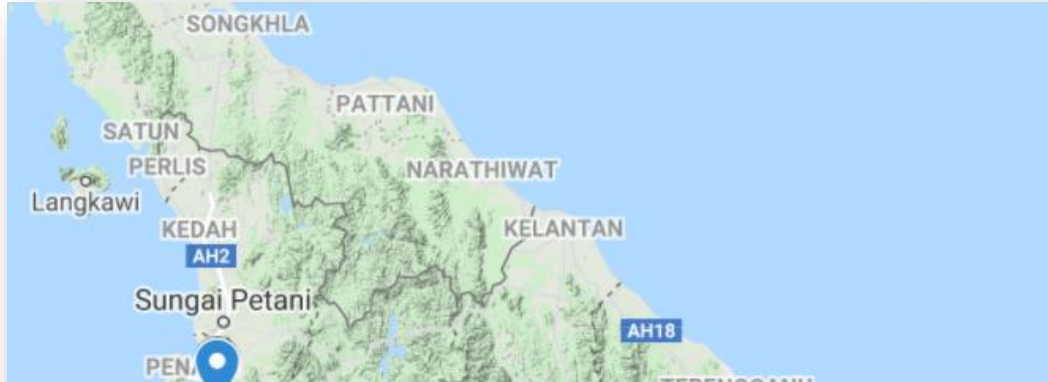 SONGKHLA
PATTANI
SATUN
PERLIS
NARATHIWAT
Langkawi
KEDAH
KELANTAN
AH2
Sungai Petani
AH18